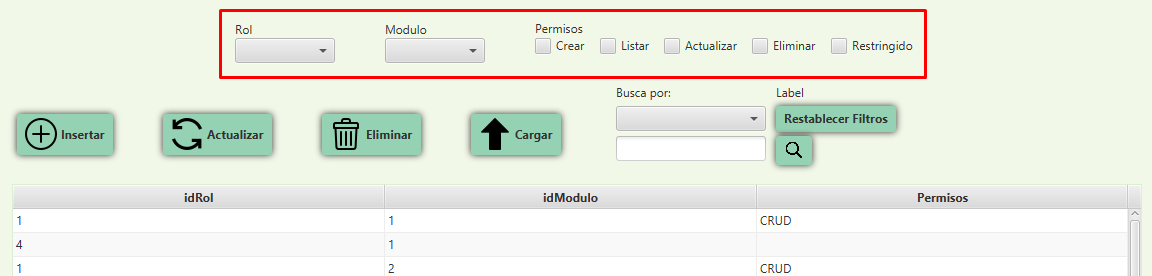 Rol Modulo Permisos
Crear Listar Actualizar Eliminar Restringido
Busca por: Label
Insertar Actualizar Eliminar Cargar Restablecer Filtros
idRol idModulo Permisos
1 1 CRUD
4 1
1 2 CRUD